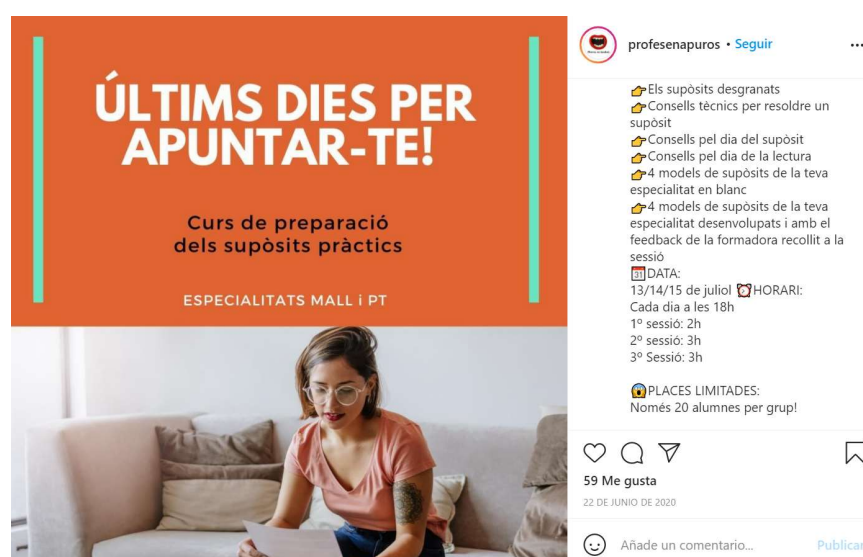 ÚLTIMS DIES PER
APUNTAR-TE!
Curs de preparació
dels supòsits pràctics
ESPECIALITATS MALL i PT
profesenapuros • Seguir
👉Els supòsits desgranats
👉Consells tècnics per resoldre un
supòsit
👉Consells pel dia del supòsit
👉Consells pel dia de la lectura
👉4 models de supòsits de la teva
especialitat en blanc
👉4 models de supòsits de la teva
especialitat desenvolupats i amb el
feedback de la formadora recollit a la
sessió
📅DATA:
13/14/15 de juliol ⏰HORARI:
Cada dia a les 18h
1º sessió: 2h
2º sessió: 3h
3º Sessió: 3h
😱PLACES LIMITADES:
Només 20 alumnes per grup!
59 Me gusta
22 DE JUNIO DE 2020
Añade un comentario... Publicar